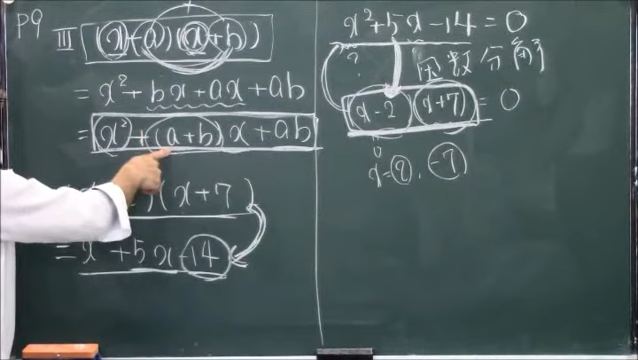 P9
III (x+a)(x+b)
= x²+bx+ax+ab
= x²+(a+b)x+ab
)(x+7)
= x²+5x-14
x²+5x-14=0
? 因数分解
(x-2)(x+7)=0
x=2, -7